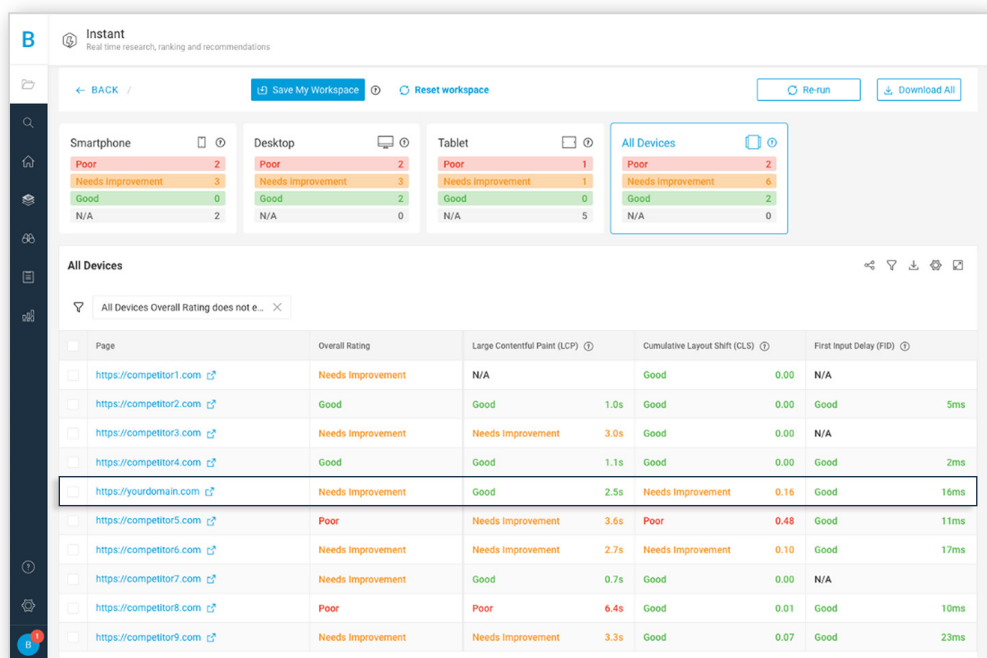 B
Instant
Real time research, ranking and recommendations
← BACK /
Save My Workspace
Reset workspace
Re-run
Download All
Smartphone
Poor 2
Needs Improvement 3
Good 0
N/A 2
Desktop
Poor 2
Needs Improvement 3
Good 2
N/A 0
Tablet
Poor 1
Needs Improvement 1
Good 0
N/A 5
All Devices
Poor 2
Needs Improvement 6
Good 2
N/A 0
All Devices
All Devices Overall Rating does not e...
Page Overall Rating Large Contentful Paint (LCP) Cumulative Layout Shift (CLS) First Input Delay (FID)
https://competitor1.com Needs Improvement N/A Good 0.00 N/A
https://competitor2.com Good Good 1.0s Good 0.00 Good 5ms
https://competitor3.com Needs Improvement Needs Improvement 3.0s Good 0.00 N/A
https://competitor4.com Good Good 1.1s Good 0.00 Good 2ms
https://yourdomain.com Needs Improvement Good 2.5s Needs Improvement 0.16 Good 16ms
https://competitor5.com Poor Needs Improvement 3.6s Poor 0.48 Good 11ms
https://competitor6.com Needs Improvement Needs Improvement 2.7s Needs Improvement 0.10 Good 17ms
https://competitor7.com Needs Improvement Good 0.7s Good 0.00 N/A
https://competitor8.com Poor Poor 6.4s Good 0.01 Good 10ms
https://competitor9.com Needs Improvement Needs Improvement 3.3s Good 0.07 Good 23ms
B 1